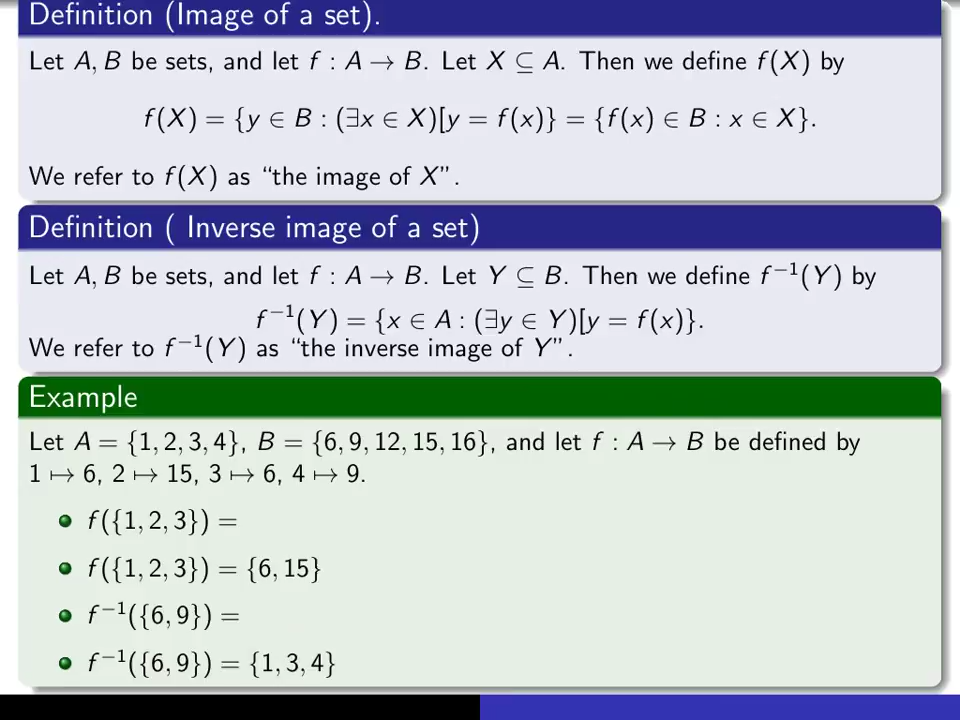 Definition (Image of a set).
Let A, B be sets, and let f : A → B. Let X ⊆ A. Then we define f(X) by
f(X) = {y ∈ B : (∃x ∈ X)[y = f(x)} = {f(x) ∈ B : x ∈ X}.
We refer to f(X) as “the image of X”.
Definition ( Inverse image of a set)
Let A, B be sets, and let f : A → B. Let Y ⊆ B. Then we define f⁻¹(Y) by
f⁻¹(Y) = {x ∈ A : (∃y ∈ Y)[y = f(x)}.
We refer to f⁻¹(Y) as “the inverse image of Y”.
Example
Let A = {1, 2, 3, 4}, B = {6, 9, 12, 15, 16}, and let f : A → B be defined by
1 ↦ 6, 2 ↦ 15, 3 ↦ 6, 4 ↦ 9.
f({1, 2, 3}) =
f({1, 2, 3}) = {6, 15}
f⁻¹({6, 9}) =
f⁻¹({6, 9}) = {1, 3, 4}